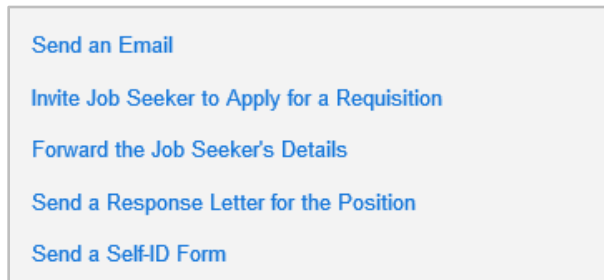 Send an Email
Invite Job Seeker to Apply for a Requisition
Forward the Job Seeker's Details
Send a Response Letter for the Position
Send a Self-ID Form